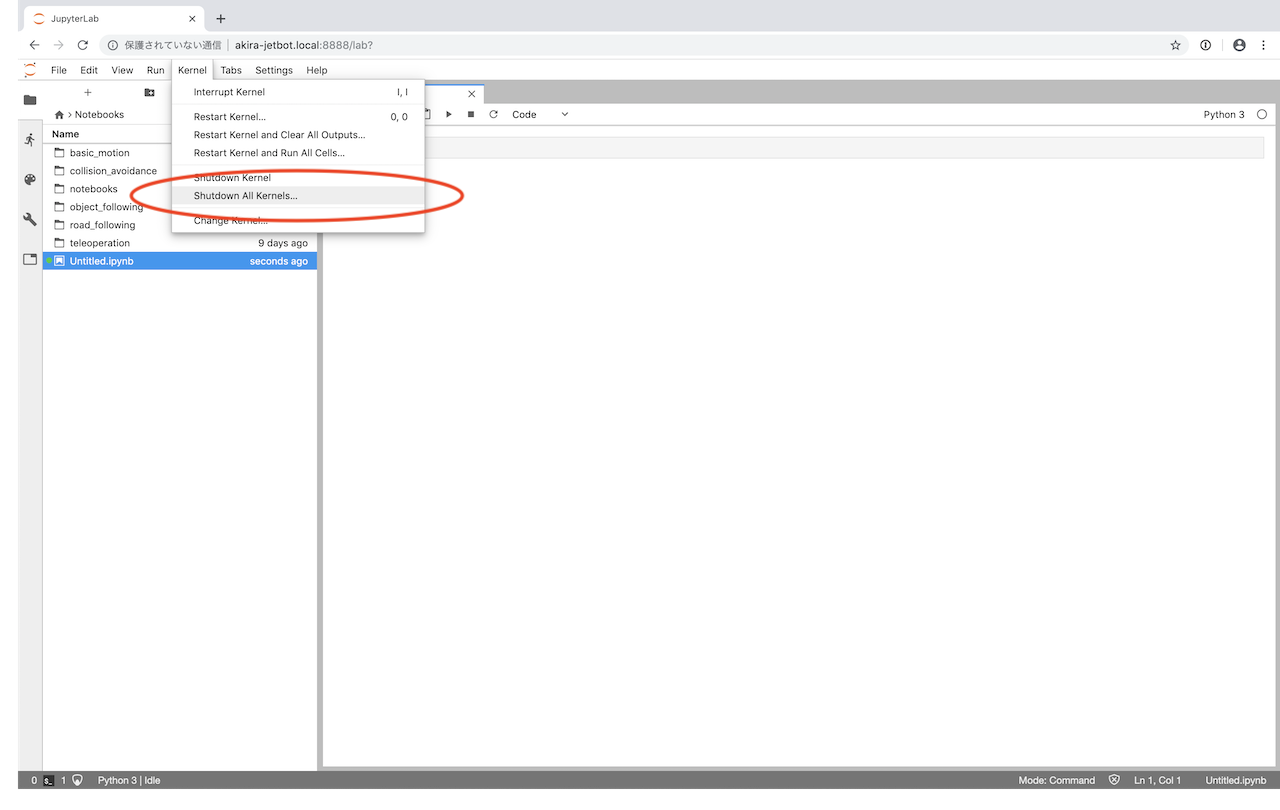 JupyterLab
保護されていない通信 akira-jetbot.local:8888/lab?
File Edit View Run Kernel Tabs Settings Help
Interrupt Kernel I, I
Restart Kernel... 0, 0
Restart Kernel and Clear All Outputs...
Restart Kernel and Run All Cells...
Shutdown Kernel
Shutdown All Kernels...
Change Kernel...
Code Python 3
Notebooks
Name
basic_motion
collision_avoidance
notebooks
object_following
road_following
teleoperation 9 days ago
Untitled.ipynb seconds ago
0 1 Python 3 | Idle Mode: Command Ln 1, Col 1 Untitled.ipynb